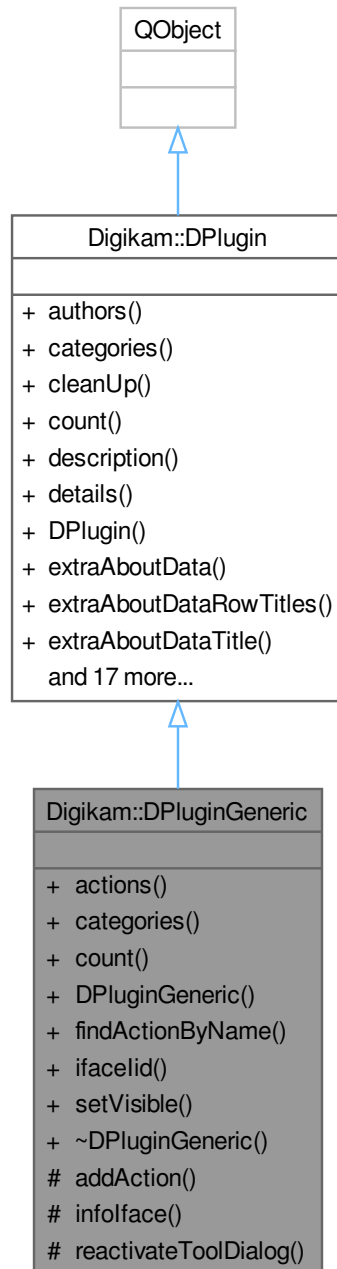 QObject
Digikam::DPlugin
+ authors()
+ categories()
+ cleanUp()
+ count()
+ description()
+ details()
+ DPlugin()
+ extraAboutData()
+ extraAboutDataRowTitles()
+ extraAboutDataTitle()
and 17 more...
Digikam::DPluginGeneric
+ actions()
+ categories()
+ count()
+ DPluginGeneric()
+ findActionByName()
+ ifaceIid()
+ setVisible()
+ ~DPluginGeneric()
# addAction()
# infoIface()
# reactivateToolDialog()